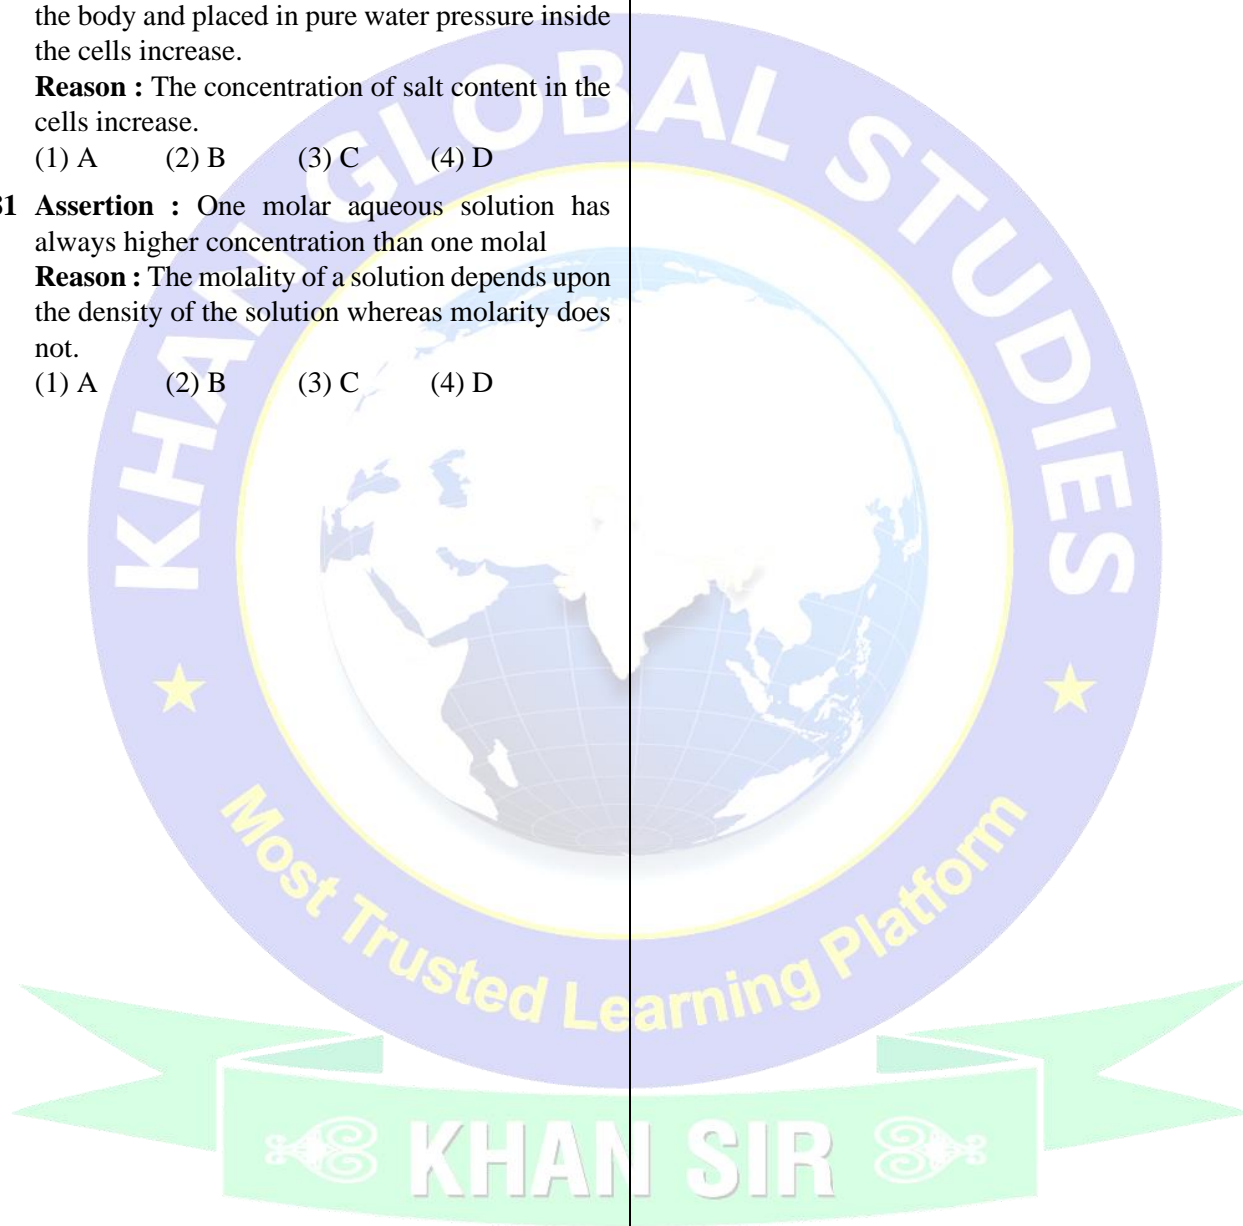 the body and placed in pure water pressure inside
the cells increase.
Reason : The concentration of salt content in the
cells increase.
(1) A (2) B (3) C (4) D
31 Assertion : One molar aqueous solution has
always higher concentration than one molal
Reason : The molality of a solution depends upon
the density of the solution whereas molarity does
not.
(1) A (2) B (3) C (4) D
KHAN GLOBAL STUDIES
Most Trusted Learning Platform
KHAN SIR